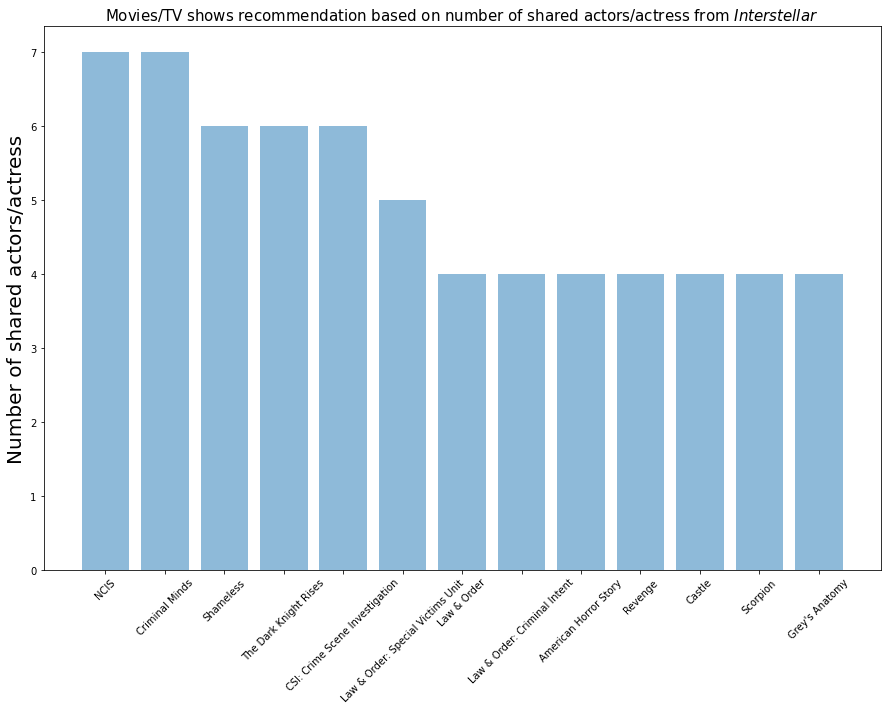 Movies/TV shows recommendation based on number of shared actors/actress from Interstellar
Number of shared actors/actress
7
6
5
4
3
2
1
0
NCIS
Criminal Minds
Shameless
The Dark Knight Rises
CSI: Crime Scene Investigation
Law & Order: Special Victims Unit
Law & Order
Law & Order: Criminal Intent
American Horror Story
Revenge
Castle
Scorpion
Grey's Anatomy